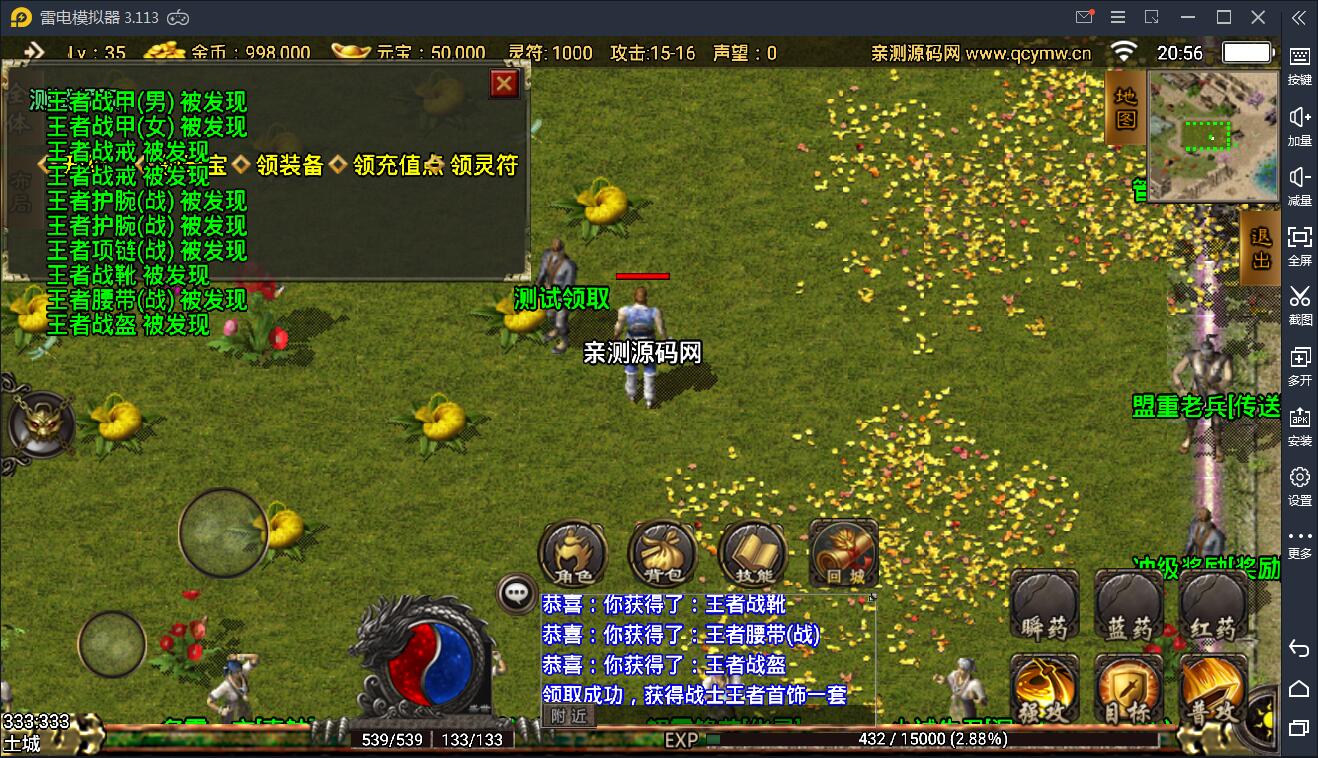 雷电模拟器 3.113
Lv：35 金币：998,000 元宝：50,000 灵符: 1000 攻击:15-16 声望：0 亲测源码网 www.qcymw.cn 20:56
王者战甲(男) 被发现
王者战甲(女) 被发现
王者战戒 被发现
领装备 领充值点 领灵符
王者战戒 被发现
王者护腕(战) 被发现
王者护腕(战) 被发现
王者项链(战) 被发现
王者战靴 被发现
王者腰带(战) 被发现
王者战盔 被发现
测试领取
亲测源码网
地图
退出
盟重老兵[传送
冲级奖励[奖励
角色 背包 技能 回城
恭喜：你获得了：王者战靴
恭喜：你获得了：王者腰带(战)
恭喜：你获得了：王者战盔
领取成功，获得战士王者首饰一套
附近
瞬药 蓝药 红药
强攻 目标 普攻
333:333
土城
539/539 133/133
EXP 432 / 15000 (2.88%)
按键
加量
减量
全屏
截图
多开
APK
安装
设置
更多